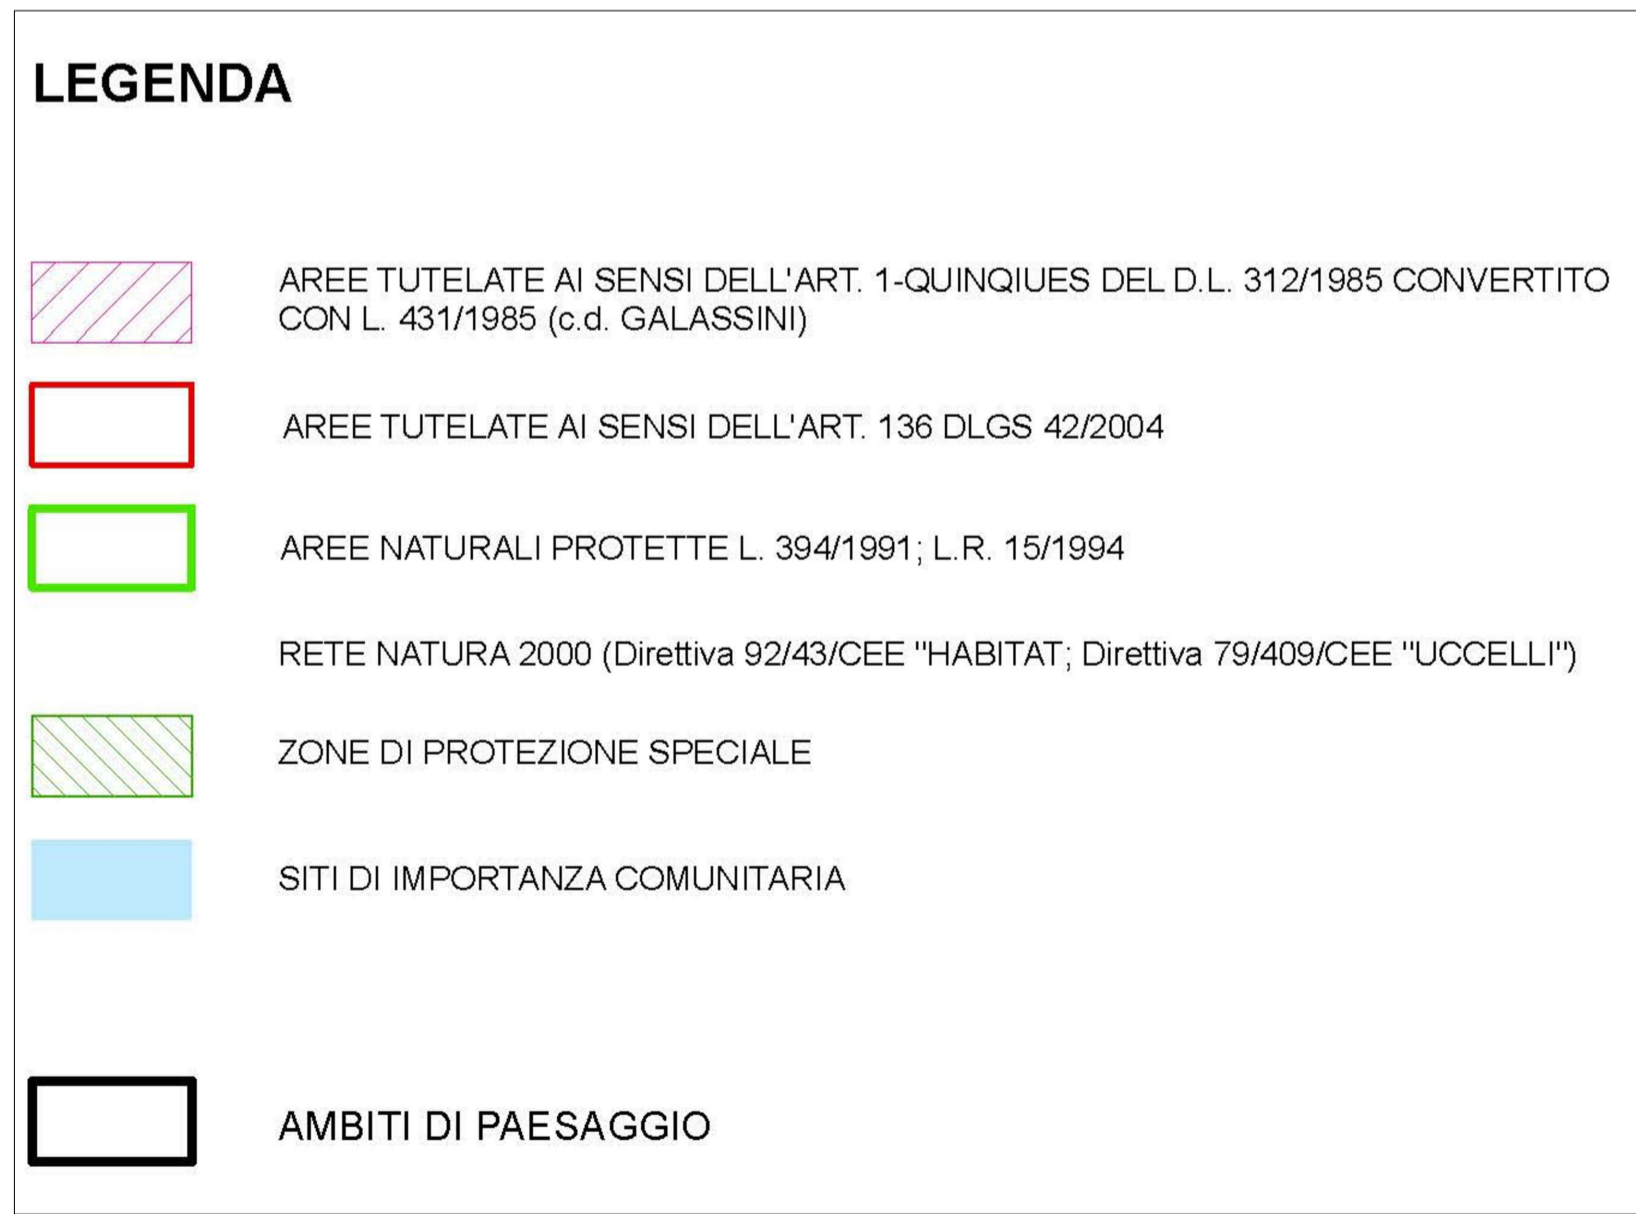 LEGENDA
AREE TUTELATE AI SENSI DELL'ART. 1-QUINQIUES DEL D.L. 312/1985 CONVERTITO
CON L. 431/1985 (c.d. GALASSINI)
AREE TUTELATE AI SENSI DELL'ART. 136 DLGS 42/2004
AREE NATURALI PROTETTE L. 394/1991; L.R. 15/1994
RETE NATURA 2000 (Direttiva 92/43/CEE "HABITAT; Direttiva 79/409/CEE "UCCELLI")
ZONE DI PROTEZIONE SPECIALE
SITI DI IMPORTANZA COMUNITARIA
AMBITI DI PAESAGGIO